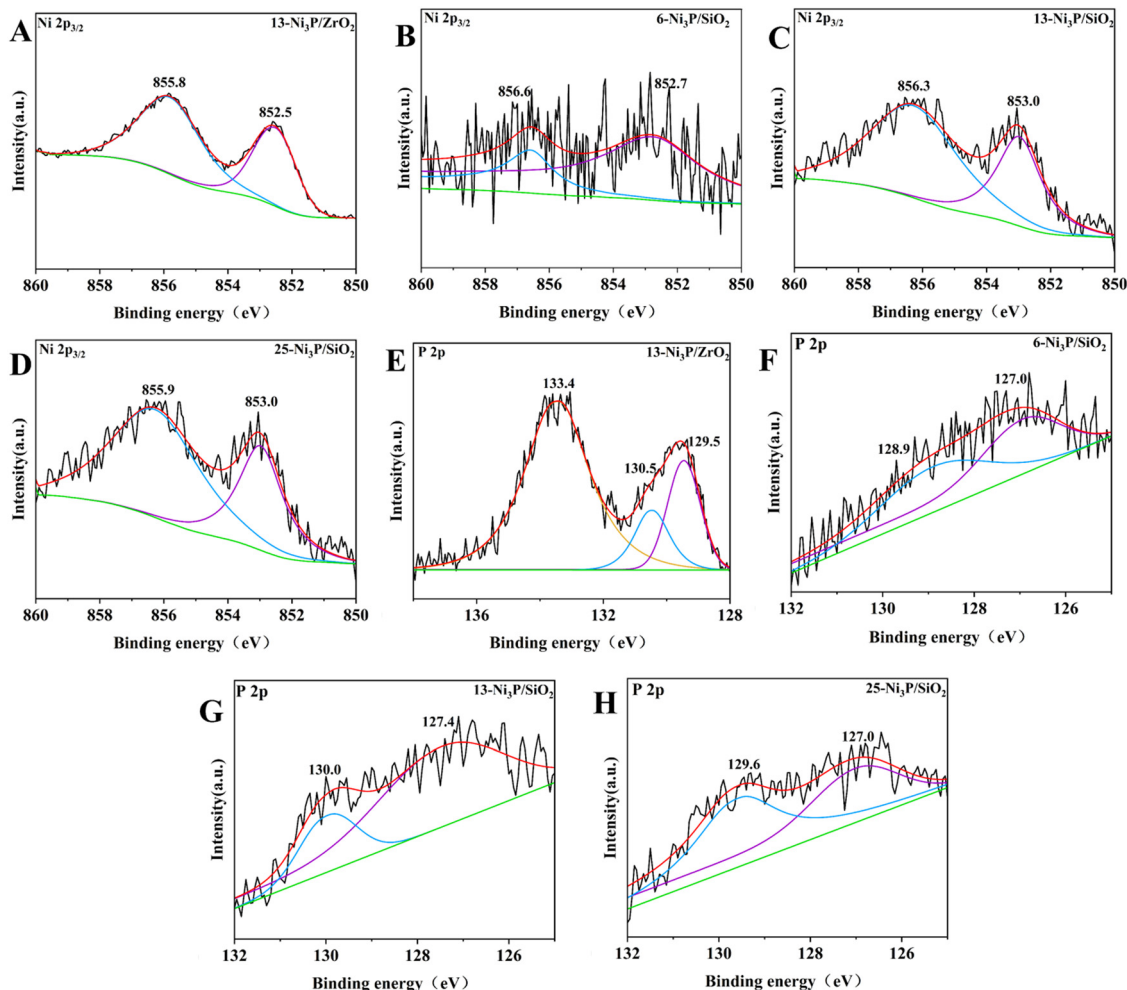 A
Ni 2p3/2
13-Ni3P/ZrO2
855.8
852.5
Intensity(a.u.)
860 858 856 854 852 850
Binding energy（eV）
B
Ni 2p3/2
6-Ni3P/SiO2
856.6
852.7
Intensity(a.u.)
860 858 856 854 852 850
Binding energy（eV）
C
Ni 2p3/2
13-Ni3P/SiO2
856.3
853.0
Intensity(a.u.)
860 858 856 854 852 850
Binding energy（eV）
D
Ni 2p3/2
25-Ni3P/SiO2
855.9
853.0
Intensity(a.u.)
860 858 856 854 852 850
Binding energy（eV）
E
P 2p
13-Ni3P/ZrO2
133.4
130.5
129.5
Intensity(a.u.)
136 132 128
Binding energy（eV）
F
P 2p
6-Ni3P/SiO2
128.9
127.0
Intensity(a.u.)
132 130 128 126
Binding energy（eV）
G
P 2p
13-Ni3P/SiO2
130.0
127.4
Intensity(a.u.)
132 130 128 126
Binding energy（eV）
H
P 2p
25-Ni3P/SiO2
129.6
127.0
Intensity(a.u.)
132 130 128 126
Binding energy（eV）